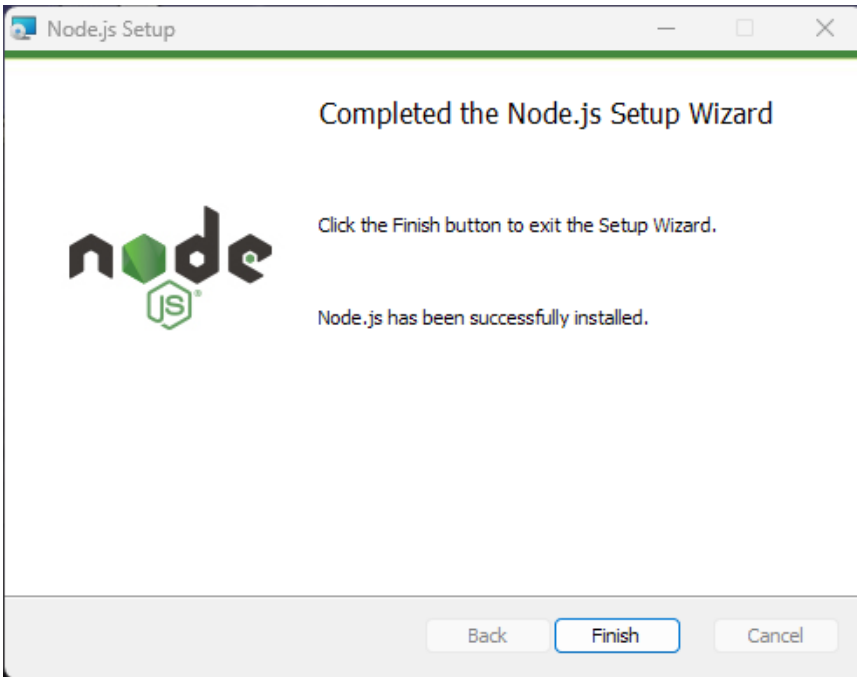 Node.js Setup
Completed the Node.js Setup Wizard
Click the Finish button to exit the Setup Wizard.
node
JS®
Node.js has been successfully installed.
Back Finish Cancel